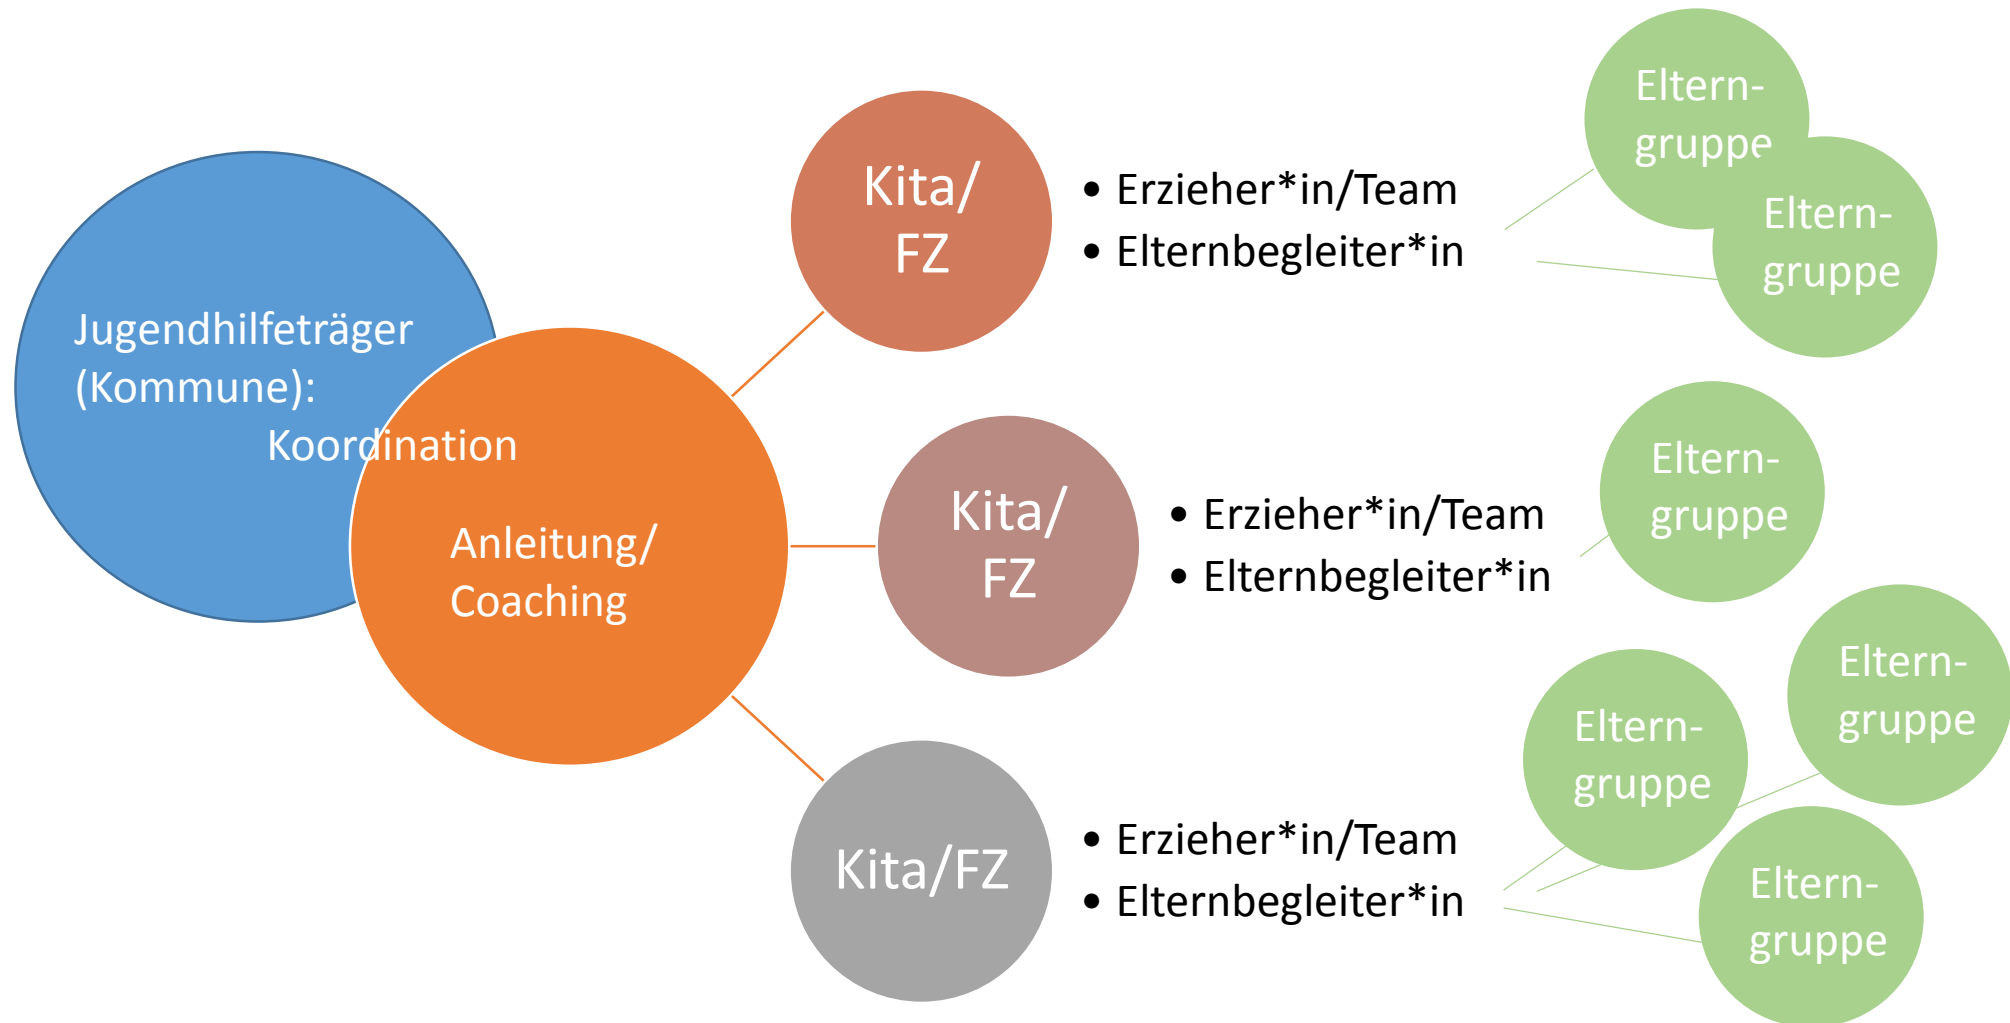 Jugendhilfeträger
(Kommune):
Koordination
Anleitung/
Coaching
Kita/
FZ
• Erzieher*in/Team
• Elternbegleiter*in
Eltern-
gruppe
Eltern-
gruppe
Kita/
FZ
• Erzieher*in/Team
• Elternbegleiter*in
Eltern-
gruppe
Kita/FZ
• Erzieher*in/Team
• Elternbegleiter*in
Eltern-
gruppe
Eltern-
gruppe
Eltern-
gruppe